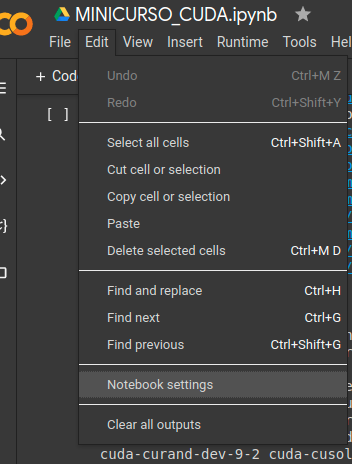 MINICURSO_CUDA.ipynb
File Edit View Insert Runtime Tools Hel
+ Cod
[ ]
Undo Ctrl+M Z
Redo Ctrl+Shift+Y
Select all cells Ctrl+Shift+A
Cut cell or selection
Copy cell or selection
Paste
Delete selected cells Ctrl+M D
Find and replace Ctrl+H
Find next Ctrl+G
Find previous Ctrl+Shift+G
Notebook settings
Clear all outputs
cuda-curand-dev-9-2 cuda-cusol